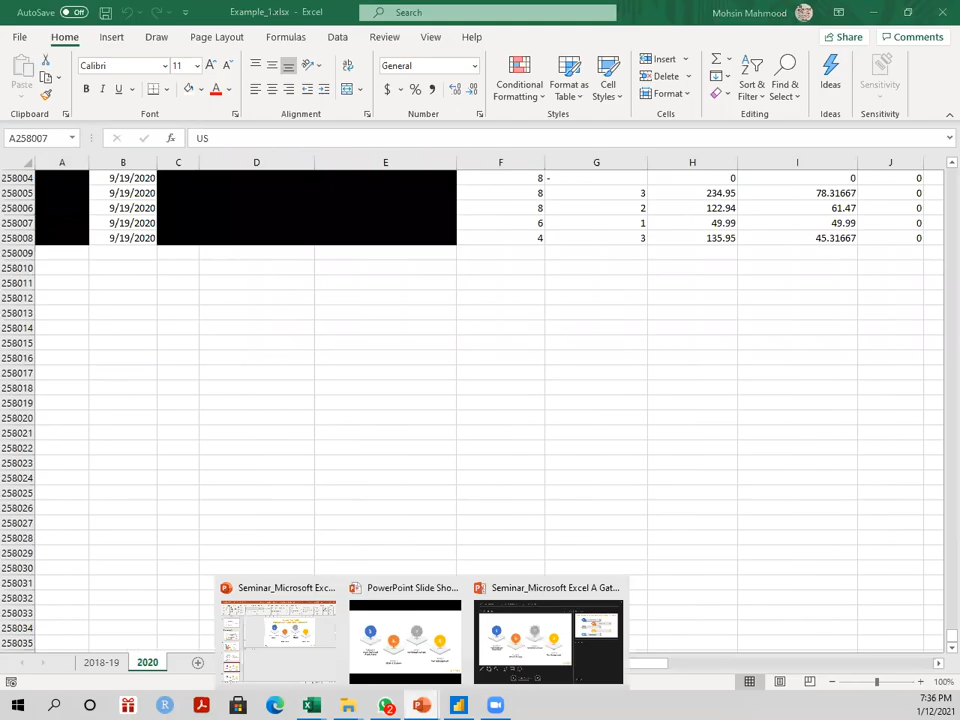 AutoSave Off Example_1.xlsx - Excel Search Mohsin Mahmood
File Home Insert Draw Page Layout Formulas Data Review View Help Share Comments
Paste Calibri 11 A A General Conditional Formatting Format as Table Cell Styles Insert Delete Format Sort & Filter Find & Select Ideas Sensitivity
B I U A $ % 9
Clipboard Font Alignment Number Styles Cells Editing Ideas Sensitivity
A258007 fx US
A B C D E F G H I J
258004 9/19/2020 8 - 0 0 0
258005 9/19/2020 8 3 234.95 78.31667 0
258006 9/19/2020 8 2 122.94 61.47 0
258007 9/19/2020 6 1 49.99 49.99 0
258008 9/19/2020 4 3 135.95 45.31667 0
258009
258010
258011
258012
258013
258014
258015
258016
258017
258018
258019
258020
258021
258022
258023
258024
258025
258026
258027
258028
258029
258030
258031
258032
258033
258034
258035
Seminar_Microsoft Exc... PowerPoint Slide Sho... Seminar_Microsoft Excel A Gat...
2018-19 2020
100%
2
7:36 PM
1/12/2021